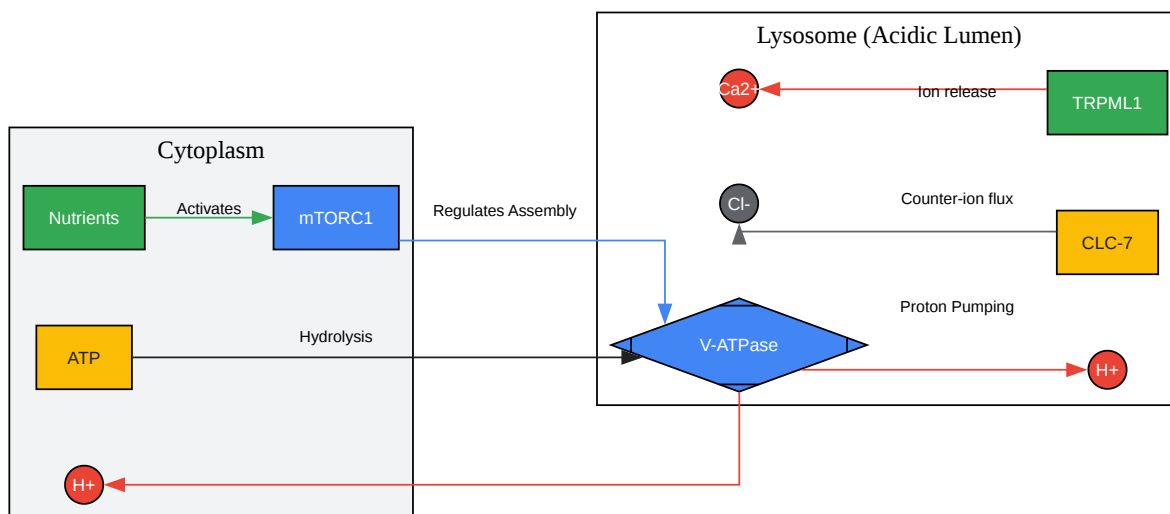 Lysosome (Acidic Lumen)
Ca2+
Ion release
TRPML1
Cytoplasm
Nutrients
Activates
mTORC1
Regulates Assembly
Cl-
Counter-ion flux
CLC-7
Proton Pumping
ATP
Hydrolysis
V-ATPase
H+
H+